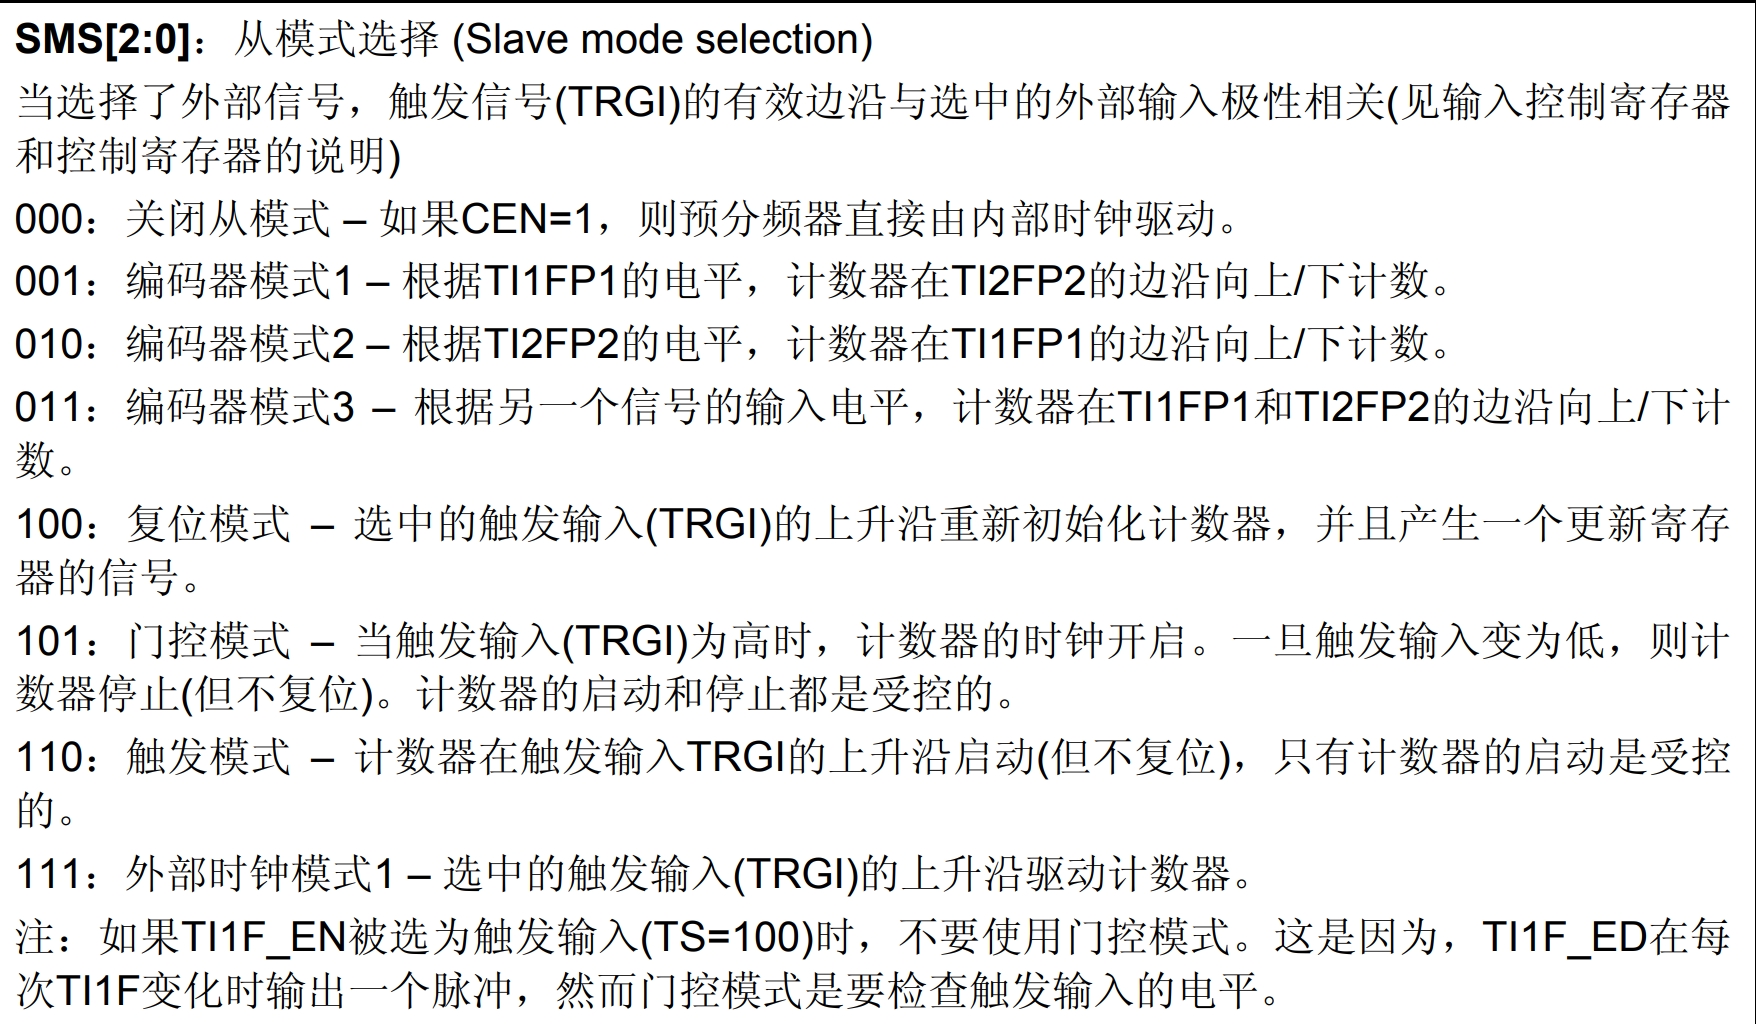 SMS[2:0]：从模式选择 (Slave mode selection)
当选择了外部信号，触发信号(TRGI)的有效边沿与选中的外部输入极性相关(见输入控制寄存器
和控制寄存器的说明)
000：关闭从模式 – 如果CEN=1，则预分频器直接由内部时钟驱动。
001：编码器模式1 – 根据TI1FP1的电平，计数器在TI2FP2的边沿向上/下计数。
010：编码器模式2 – 根据TI2FP2的电平，计数器在TI1FP1的边沿向上/下计数。
011：编码器模式3 – 根据另一个信号的输入电平，计数器在TI1FP1和TI2FP2的边沿向上/下计
数。
100：复位模式 – 选中的触发输入(TRGI)的上升沿重新初始化计数器，并且产生一个更新寄存
器的信号。
101：门控模式 – 当触发输入(TRGI)为高时，计数器的时钟开启。一旦触发输入变为低，则计
数器停止(但不复位)。计数器的启动和停止都是受控的。
110：触发模式 – 计数器在触发输入TRGI的上升沿启动(但不复位)，只有计数器的启动是受控
的。
111：外部时钟模式1 – 选中的触发输入(TRGI)的上升沿驱动计数器。
注：如果TI1F_EN被选为触发输入(TS=100)时，不要使用门控模式。这是因为，TI1F_ED在每
次TI1F变化时输出一个脉冲，然而门控模式是要检查触发输入的电平。